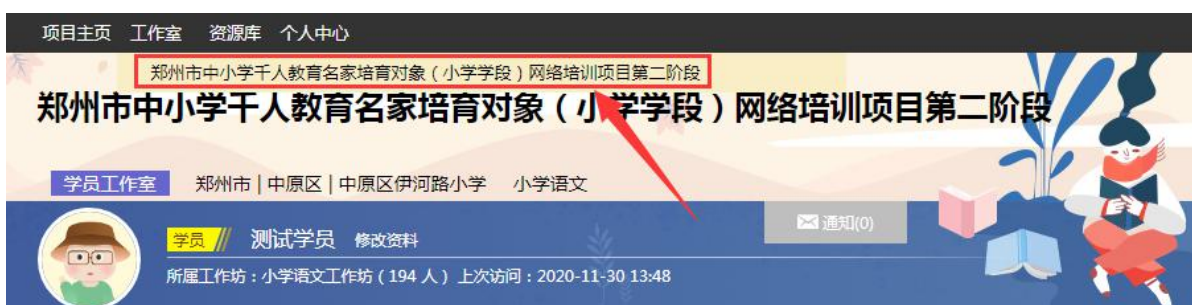 项目主页 工作室 资源库 个人中心
郑州市中小学千人教育名家培育对象（小学学段）网络培训项目第二阶段
郑州市中小学千人教育名家培育对象（小学学段）网络培训项目第二阶段
学员工作室 郑州市 | 中原区 | 中原区伊河路小学 小学语文
通知(0)
学员 测试学员 修改资料
所属工作坊：小学语文工作坊（194 人）上次访问：2020-11-30 13:48